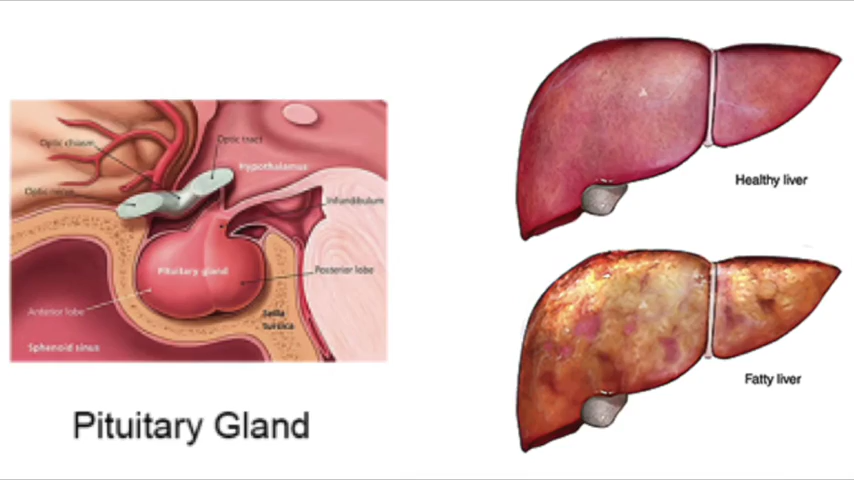 Optic chiasm
Optic tract
Hypothalamus
Optic nerve
Infundibulum
Pituitary gland
Posterior lobe
Anterior lobe
Sella
Turcica
Sphenoid sinus
Pituitary Gland
Healthy liver
Fatty liver